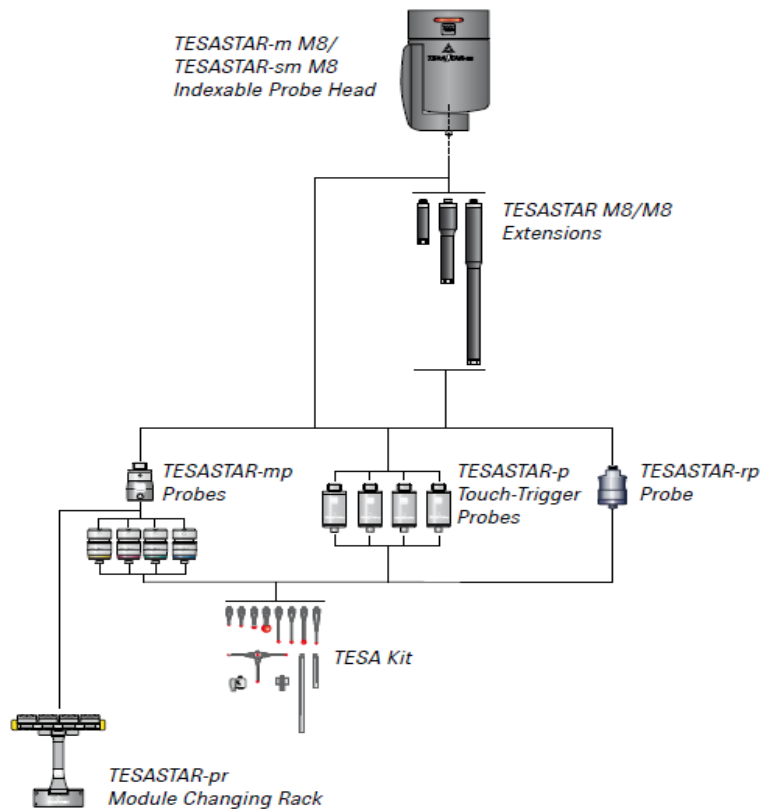 TESASTAR-m M8/
TESASTAR-sm M8
Indexable Probe Head
TESASTAR M8/M8
Extensions
TESASTAR-mp
Probes
TESASTAR-p
Touch-Trigger
Probes
TESASTAR-rp
Probe
TESA Kit
TESASTAR-pr
Module Changing Rack